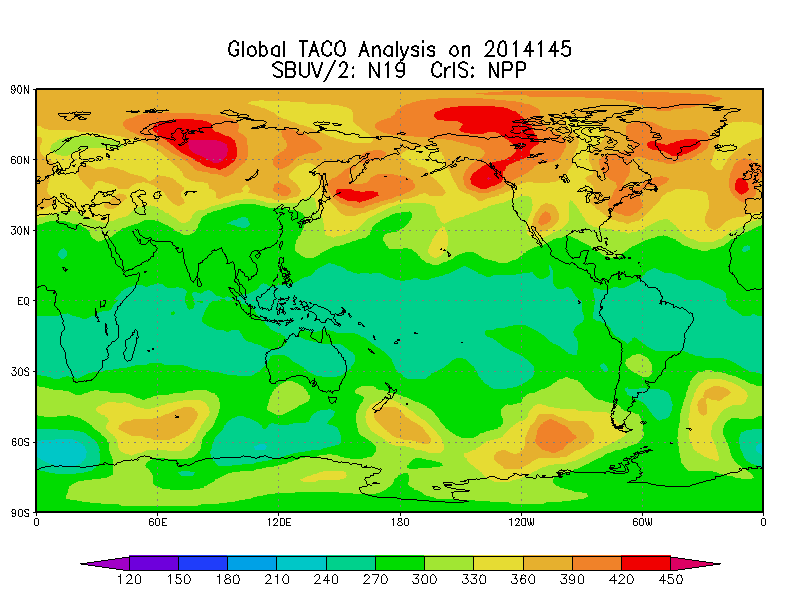 Global TACO Analysis on 2014145
SBUV/2: N19 CrIS: NPP
90N
60N
30N
EQ
30S
60S
90S
0 60E 120E 180 120W 60W 0
120 150 180 210 240 270 300 330 360 390 420 450